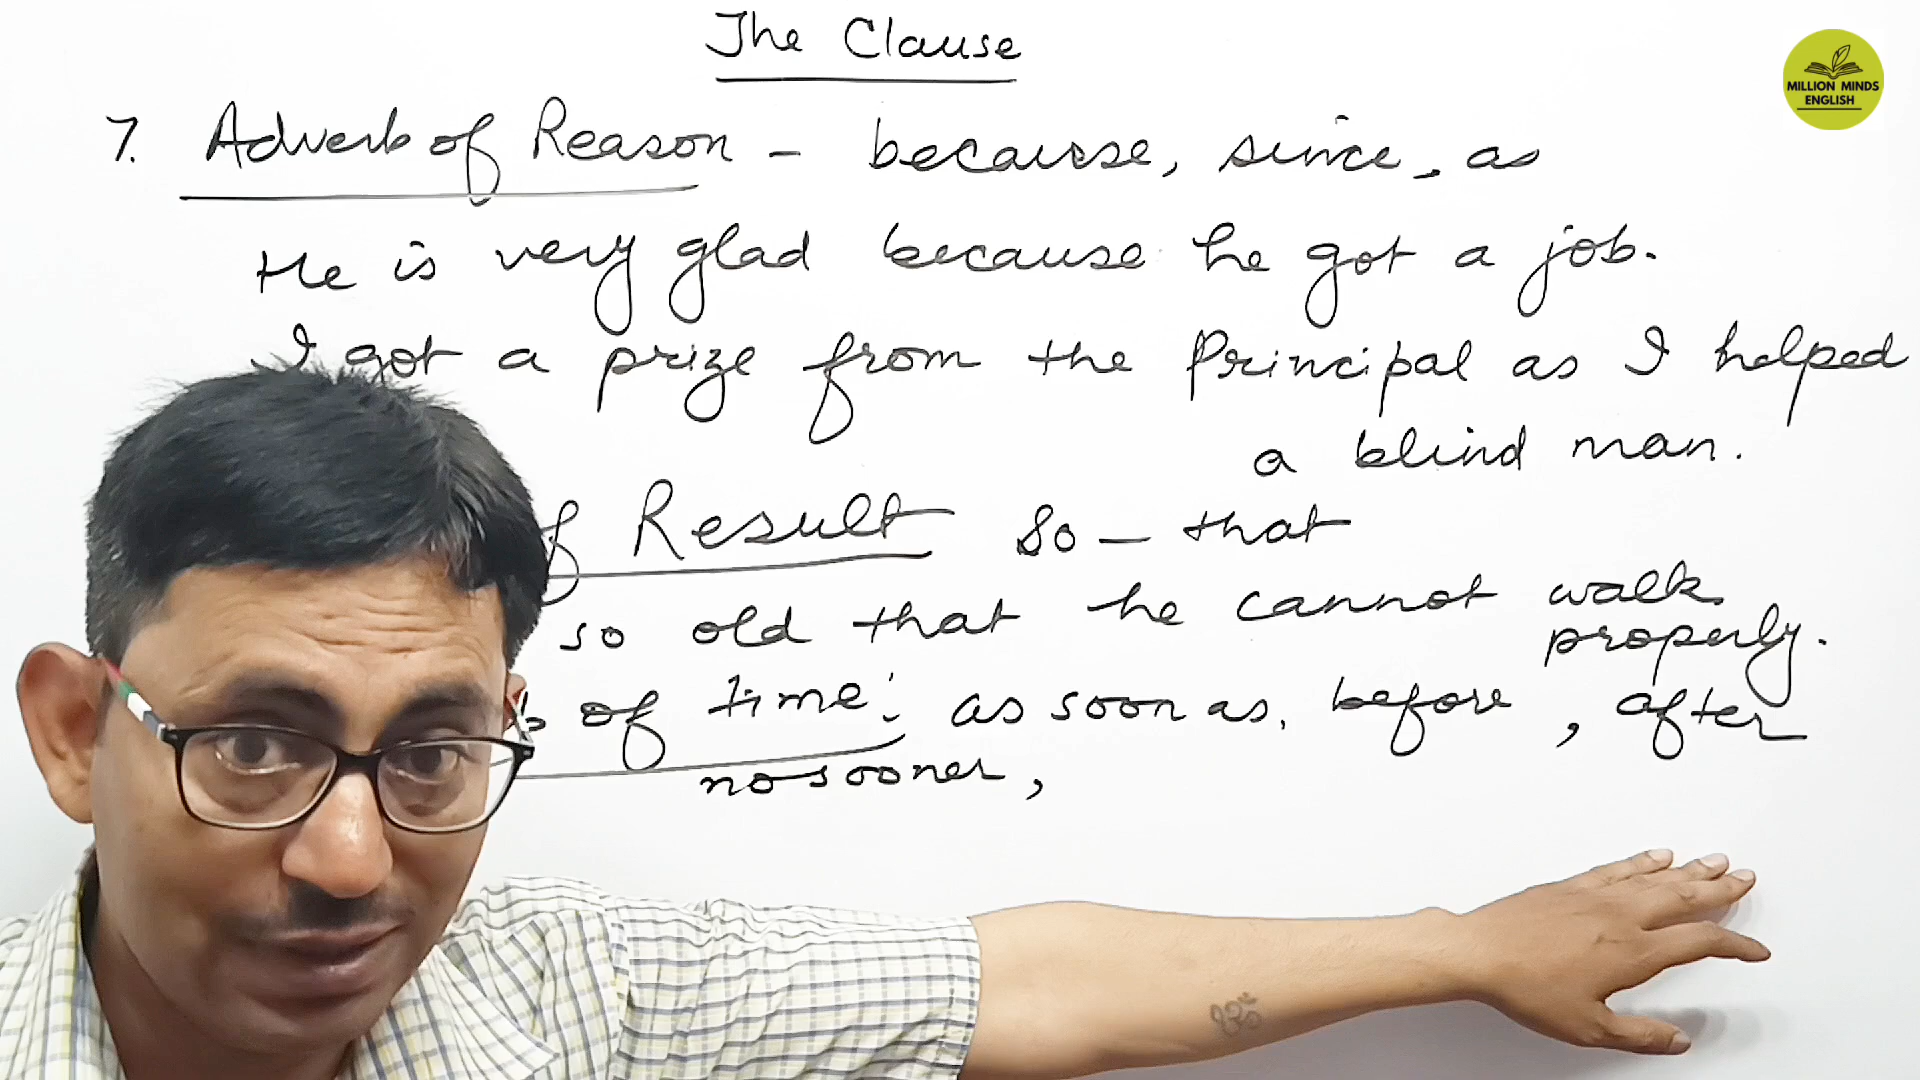 The Clause
MILLION MINDS
ENGLISH
7. Adverb of Reason - because, since, as
He is very glad because he got a job.
I got a prize from the Principal as I helped
a blind man.
of Result so - that
so old that he cannot walk
properly.
of time: as soon as, before, after
no sooner,